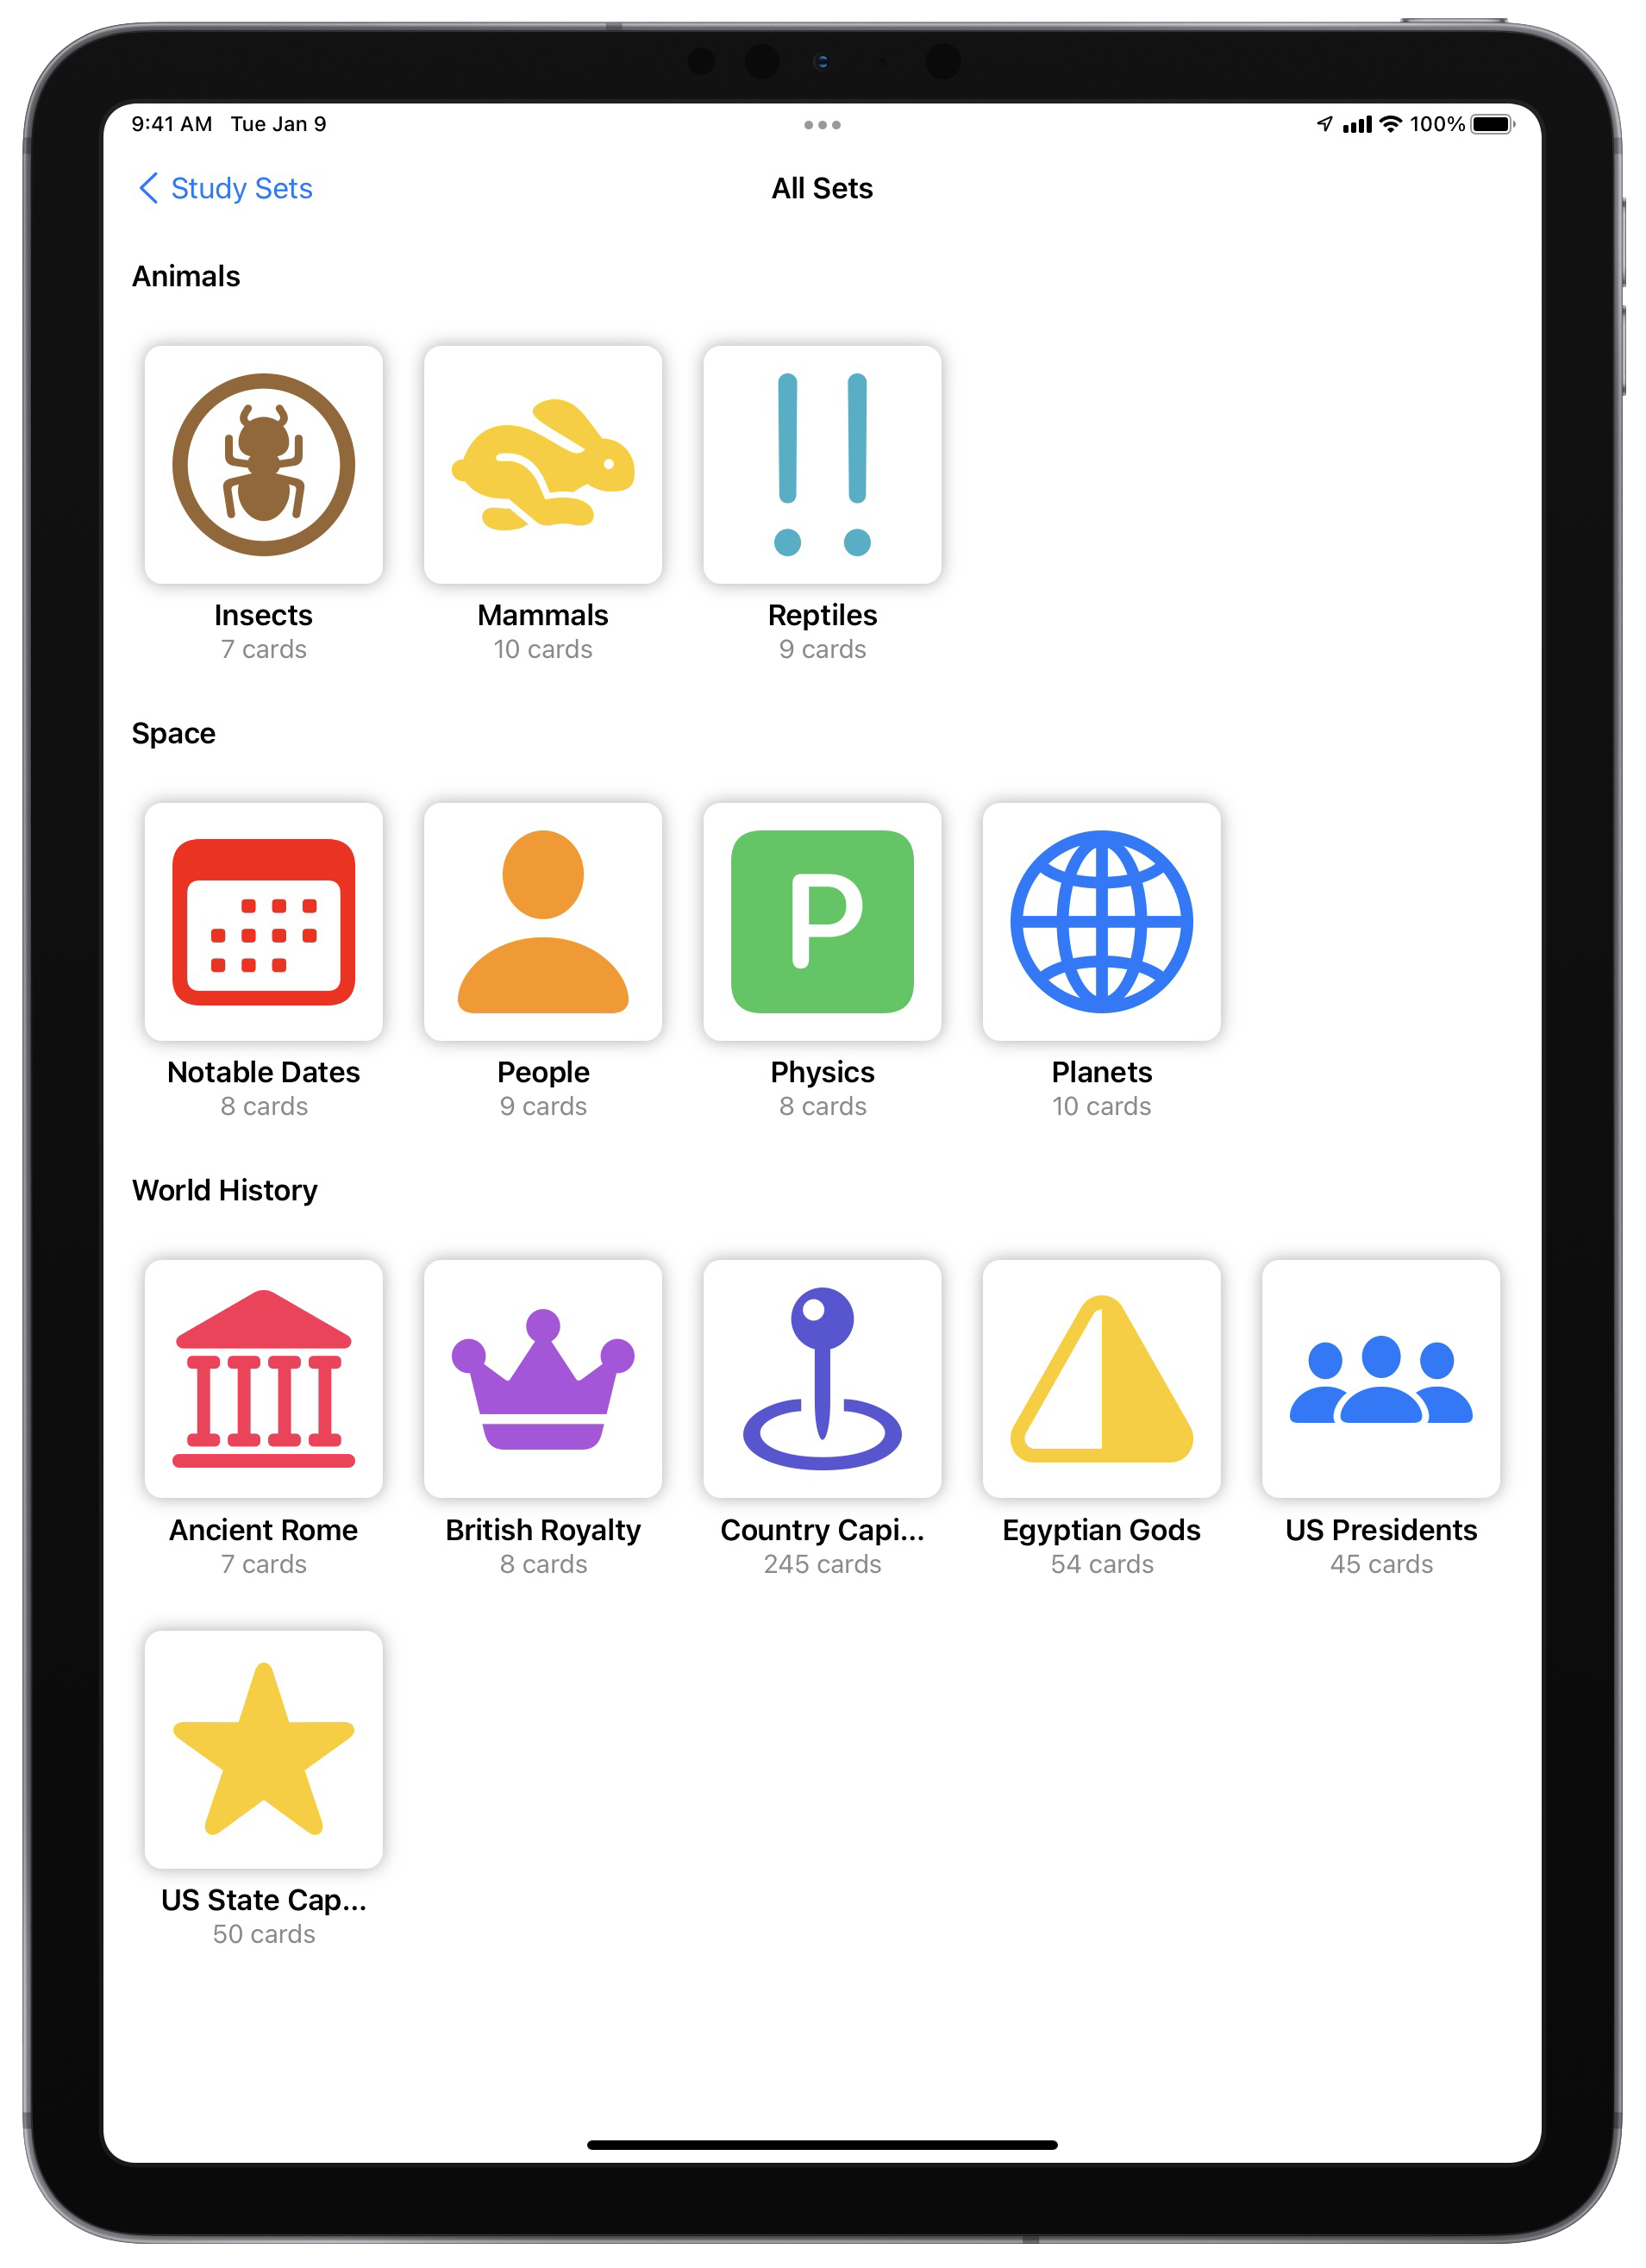 9:41 AM Tue Jan 9
100%
Study Sets
All Sets
Animals
Insects
7 cards
Mammals
10 cards
Reptiles
9 cards
Space
P
Notable Dates
8 cards
People
9 cards
Physics
8 cards
Planets
10 cards
World History
Ancient Rome
7 cards
British Royalty
8 cards
Country Capi...
245 cards
Egyptian Gods
54 cards
US Presidents
45 cards
US State Cap...
50 cards